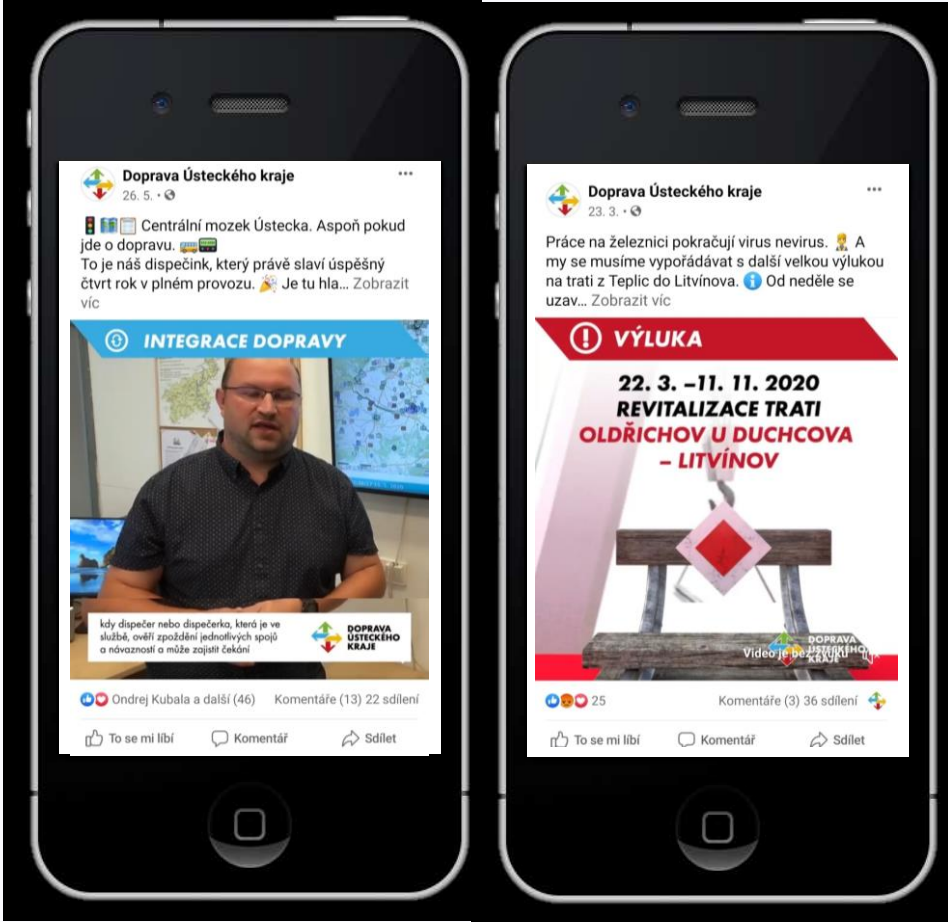 Doprava Ústeckého kraje
26. 5.
Centrální mozek Ústecka. Aspoň pokud
jde o dopravu.
To je náš dispečink, který právě slaví úspěšný
čtvrt rok v plném provozu. Je tu hla... Zobrazit
víc
INTEGRACE DOPRAVY
kdy dispečer nebo dispečerka, která je ve
službě, ověří zpoždění jednotlivých spojů
a návazností a může zajistit čekání
DOPRAVA
ÚSTECKÉHO
KRAJE
Ondrej Kubala a další (46) Komentáře (13) 22 sdílení
To se mi líbí Komentář Sdílet
Doprava Ústeckého kraje
23. 3.
Práce na železnici pokračují virus nevirus. A
my se musíme vypořádávat s další velkou výlukou
na trati z Teplic do Litvínova. Od neděle se
uzav... Zobrazit víc
VÝLUKA
22. 3. –11. 11. 2020
REVITALIZACE TRATI
OLDŘICHOV U DUCHCOVA
– LITVÍNOV
DOPRAVA
ÚSTECKÉHO
KRAJE
Video je bez zvuku
25 Komentáře (3) 36 sdílení
To se mi líbí Komentář Sdílet